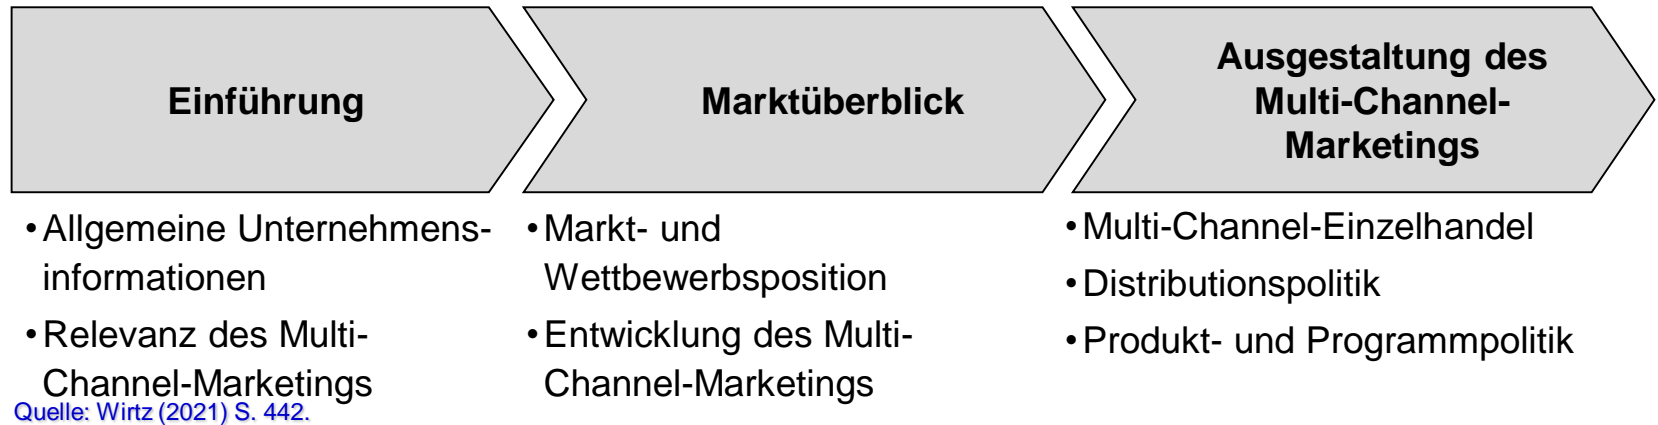 Einführung
•Allgemeine Unternehmens-
informationen
•Relevanz des Multi-
Channel-Marketings
Marktüberblick
•Markt- und
Wettbewerbsposition
•Entwicklung des Multi-
Channel-Marketings
Ausgestaltung des
Multi-Channel-
Marketings
•Multi-Channel-Einzelhandel
•Distributionspolitik
•Produkt- und Programmpolitik
Quelle: Wirtz (2021) S. 442.